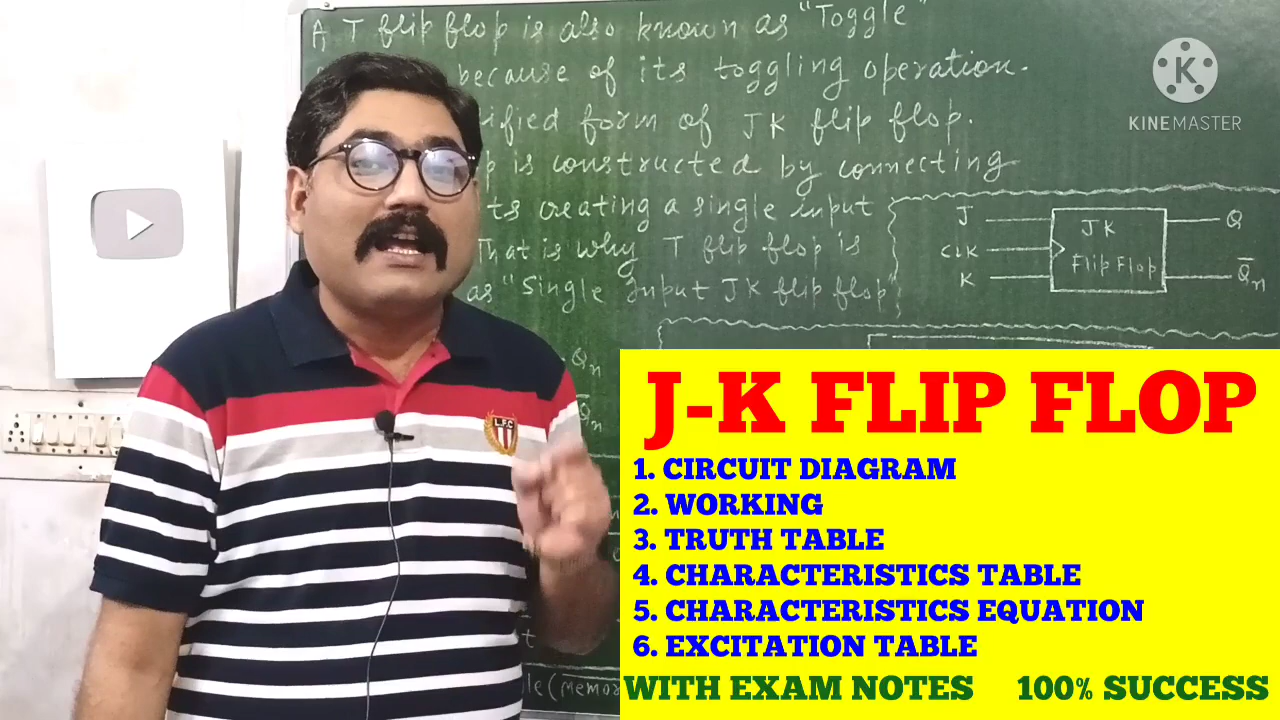 A T flip flop is also known as "Toggle"
because of its toggling operation.
ified form of JK flip flop.
p is constructed by connecting
ts creating a single input
That is why T flip flop is
as "Single Input JK flip flop"
J
CLK
K
JK
Flip Flop
Q
Q̅n
Qn
Q̅n
KINEMASTER
L.F.C
J-K FLIP FLOP
1. CIRCUIT DIAGRAM
2. WORKING
3. TRUTH TABLE
4. CHARACTERISTICS TABLE
5. CHARACTERISTICS EQUATION
6. EXCITATION TABLE
le (memor
WITH EXAM NOTES 100% SUCCESS